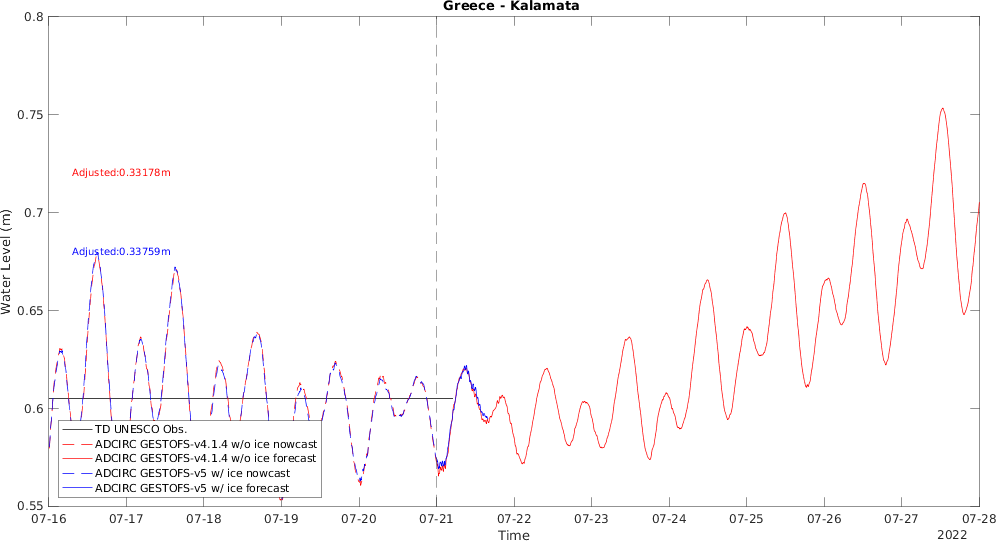 Greece - Kalamata
0.8
0.75
0.7
0.65
0.6
0.55
Water Level (m)
Adjusted:0.33178m
Adjusted:0.33759m
TD UNESCO Obs.
ADCIRC GESTOFS-v4.1.4 w/o ice nowcast
ADCIRC GESTOFS-v4.1.4 w/o ice forecast
ADCIRC GESTOFS-v5 w/ ice nowcast
ADCIRC GESTOFS-v5 w/ ice forecast
07-16 07-17 07-18 07-19 07-20 07-21 07-22 07-23 07-24 07-25 07-26 07-27 07-28
Time
2022